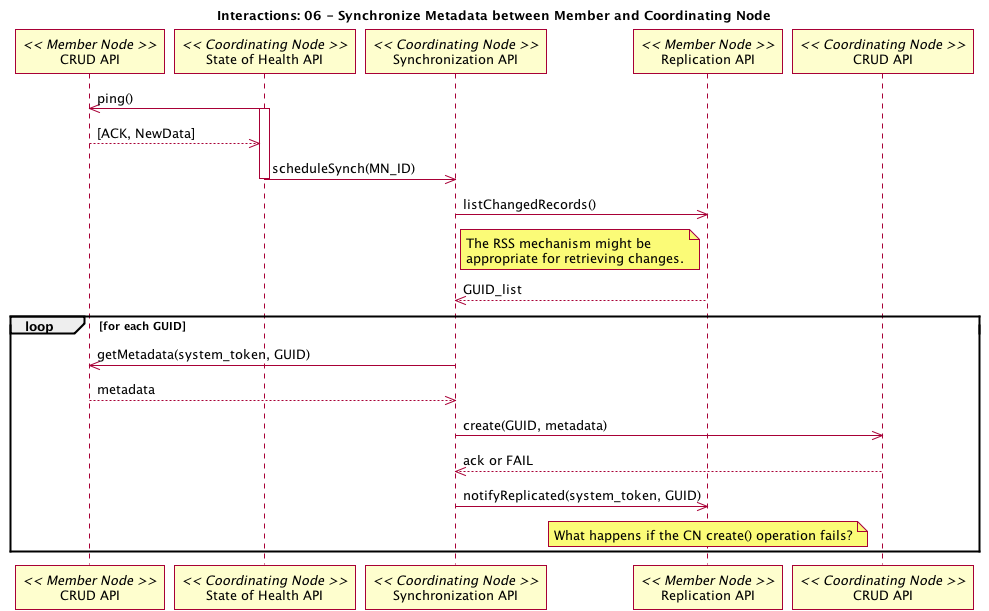 Interactions: 06 – Synchronize Metadata between Member and Coordinating Node
<< Member Node >>
CRUD API
<< Coordinating Node >>
State of Health API
<< Coordinating Node >>
Synchronization API
<< Member Node >>
Replication API
<< Coordinating Node >>
CRUD API
ping()
[ACK, NewData]
scheduleSynch(MN_ID)
listChangedRecords()
The RSS mechanism might be
appropriate for retrieving changes.
GUID_list
loop [for each GUID]
getMetadata(system_token, GUID)
metadata
create(GUID, metadata)
ack or FAIL
notifyReplicated(system_token, GUID)
What happens if the CN create() operation fails?
<< Member Node >>
CRUD API
<< Coordinating Node >>
State of Health API
<< Coordinating Node >>
Synchronization API
<< Member Node >>
Replication API
<< Coordinating Node >>
CRUD API